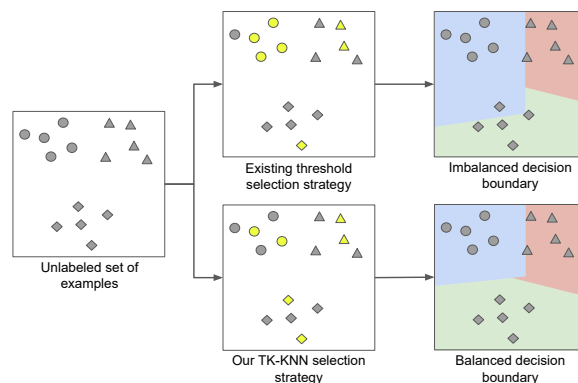 Existing threshold
selection strategy
Imbalanced decision
boundary
Unlabeled set of
examples
Our TK-KNN selection
strategy
Balanced decision
boundary